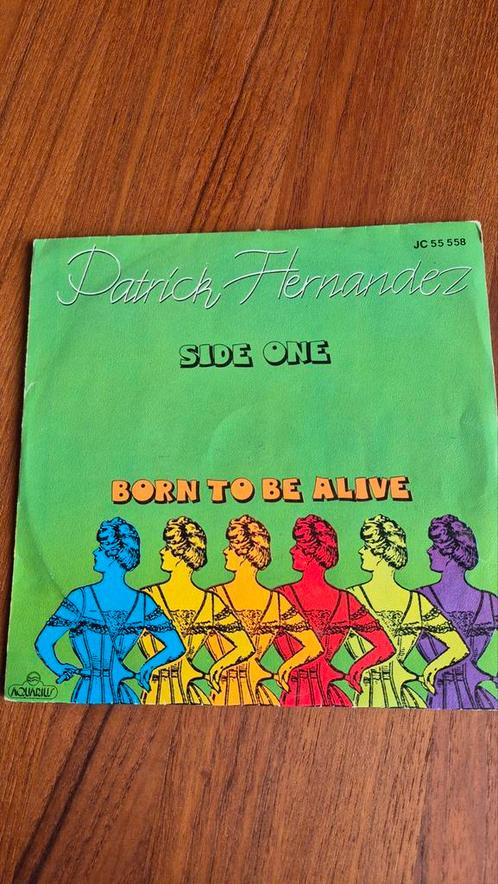 JC 55 558
Patrick Hernandez
SIDE ONE
BORN TO BE ALIVE
AQUARIUS